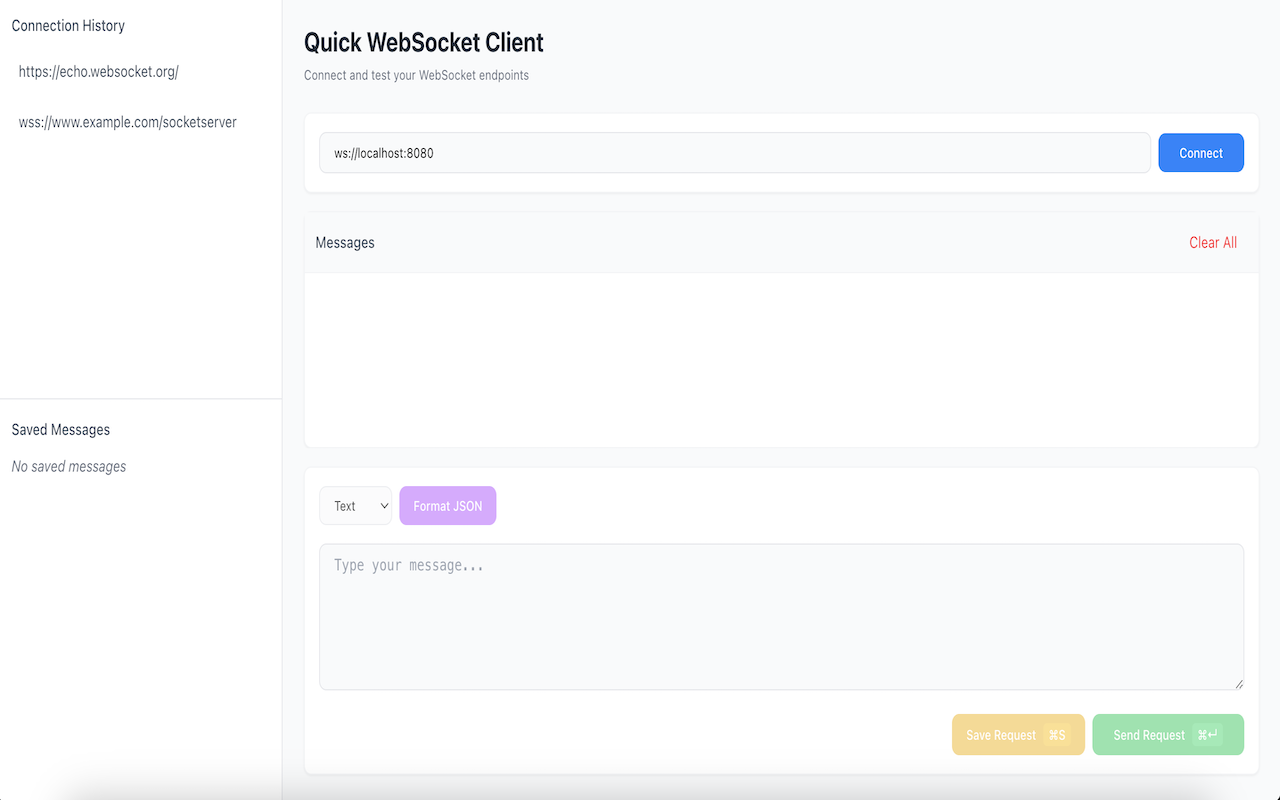 Connection History
https://echo.websocket.org/
wss://www.example.com/socketserver
Saved Messages
No saved messages
Quick WebSocket Client
Connect and test your WebSocket endpoints
ws://localhost:8080
Connect
Messages
Clear All
Text
Format JSON
Type your message...
Save Request ⌘S
Send Request ⌘↵